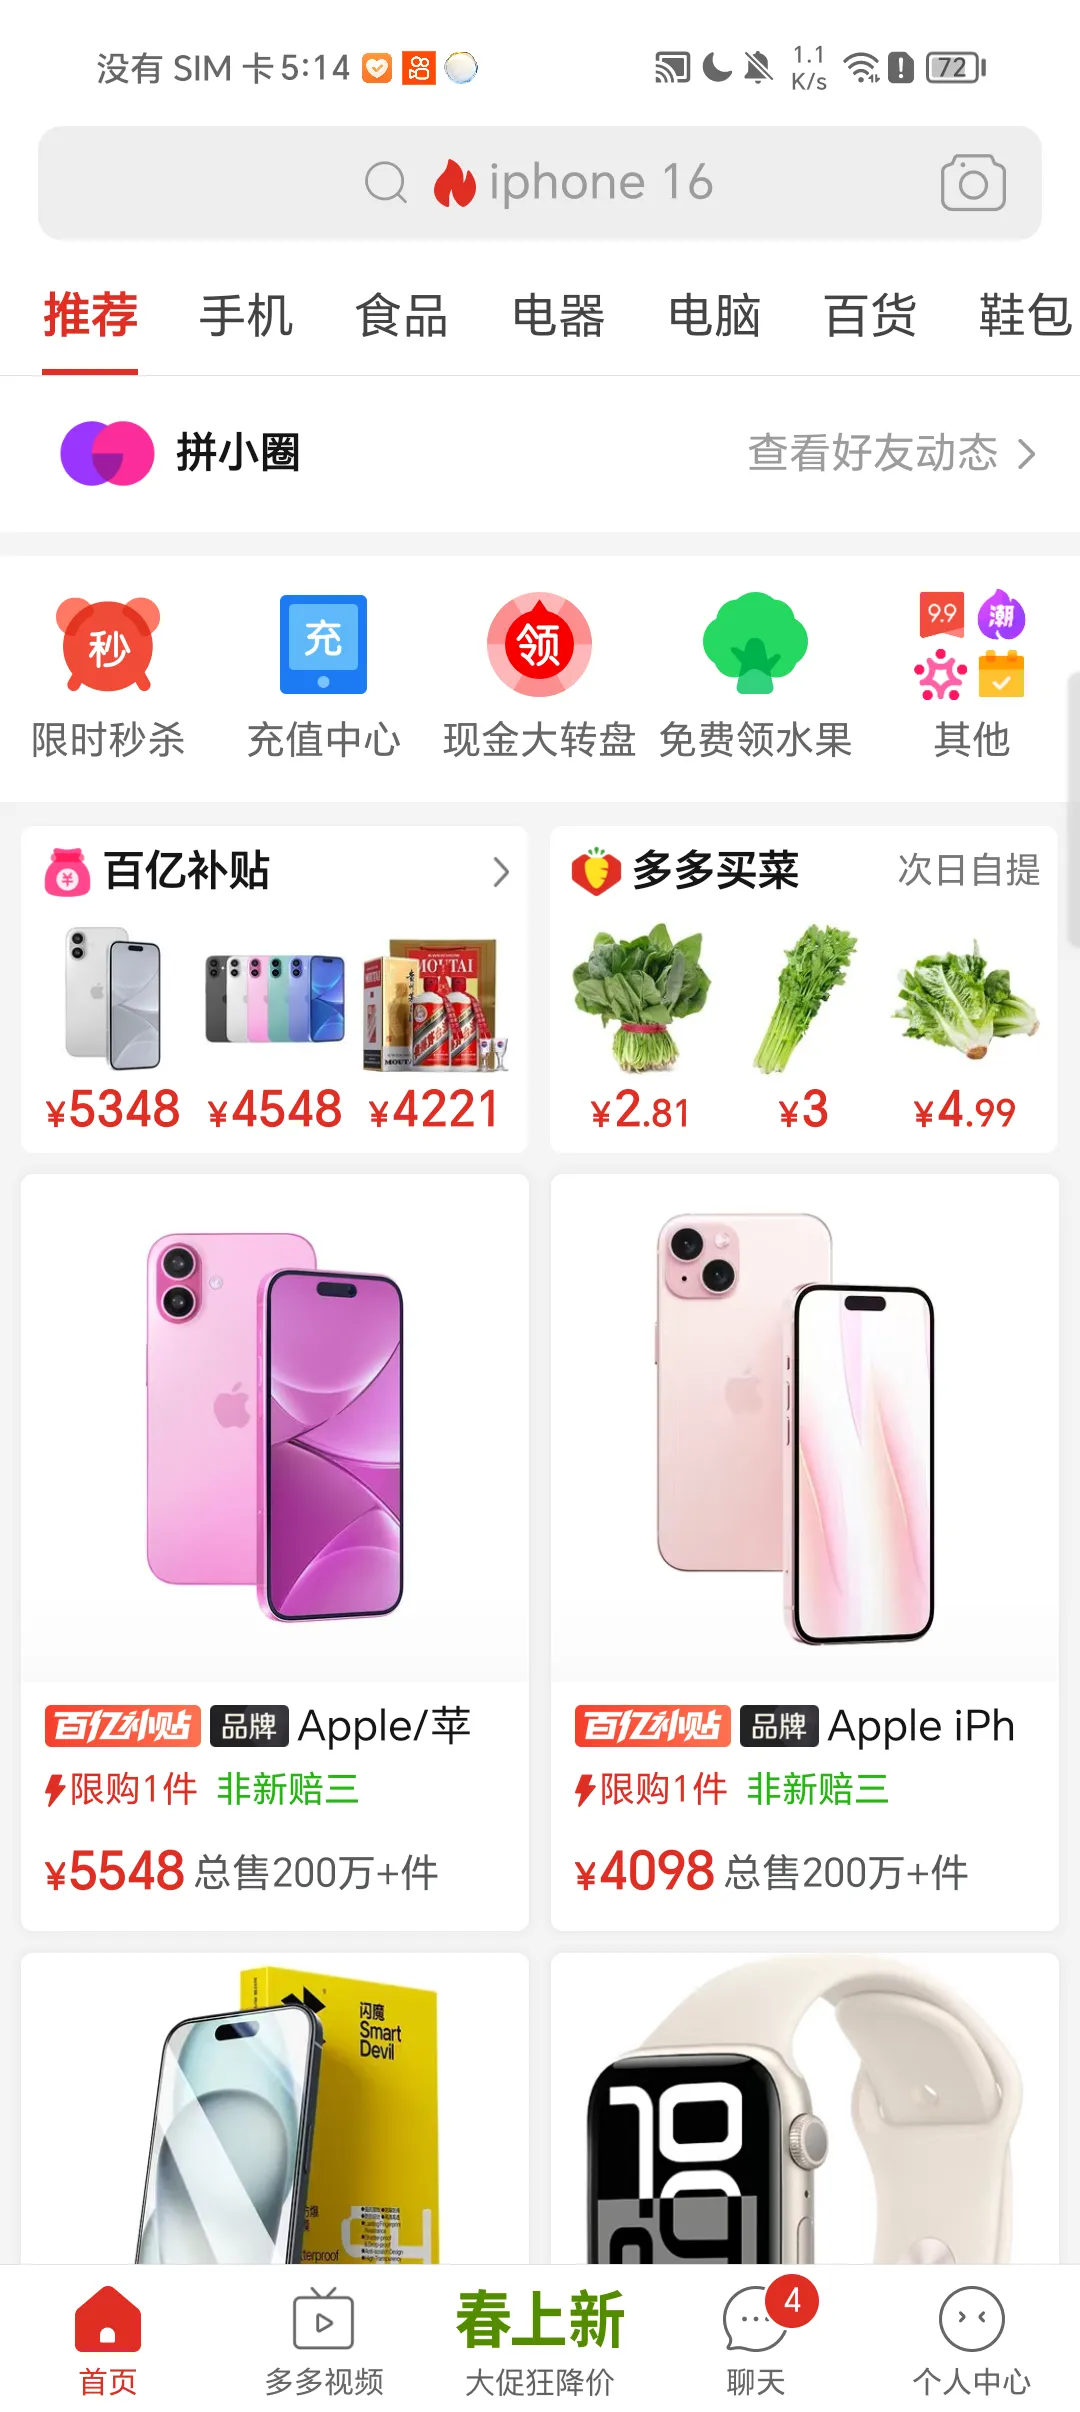 没有 SIM 卡 5:14
1.1 K/s
72
iphone 16
推荐 手机 食品 电器 电脑 百货 鞋包
拼小圈 查看好友动态
秒 充 领 9.9 潮
限时秒杀 充值中心 现金大转盘 免费领水果 其他
百亿补贴
MOUTAI
¥5348 ¥4548 ¥4221
多多买菜 次日自提
¥2.81 ¥3 ¥4.99
百亿补贴 品牌 Apple/苹
限购1件 非新赔三
¥5548 总售200万+件
百亿补贴 品牌 Apple iPh
限购1件 非新赔三
¥4098 总售200万+件
闪魔
Smart
Devil
10
春上新
4
首页 多多视频 大促狂降价 聊天 个人中心